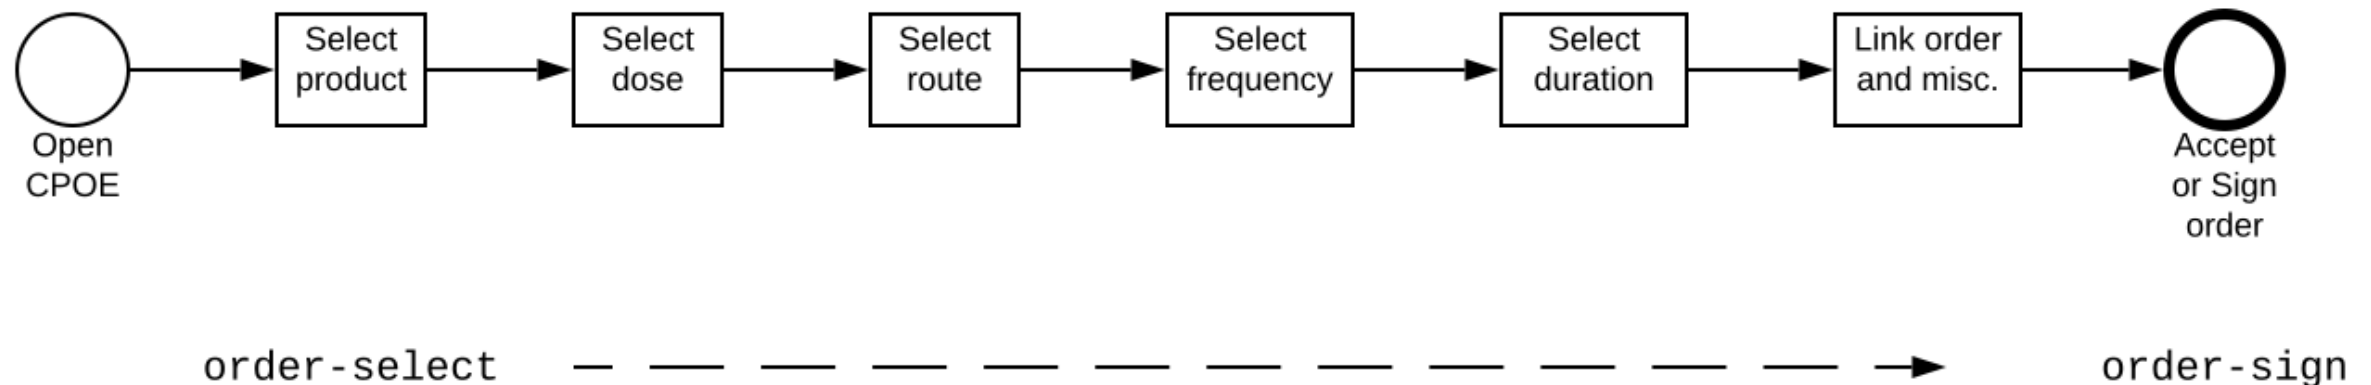 Select
product
Select
dose
Select
route
Select
frequency
Select
duration
Link order
and misc.
Open
CPOE
Accept
or Sign
order
order-select
order-sign